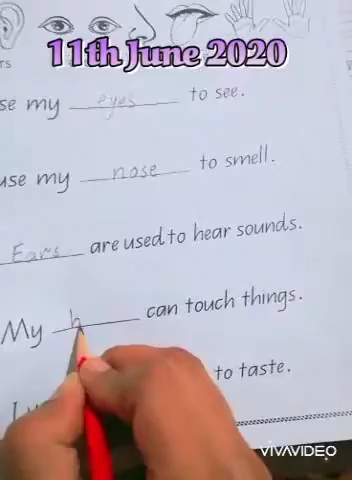 11th June 2020
se my eyes to see.
use my nose to smell.
Ears are used to hear sounds.
My h can touch things.
to taste.
VIVAVIDEO